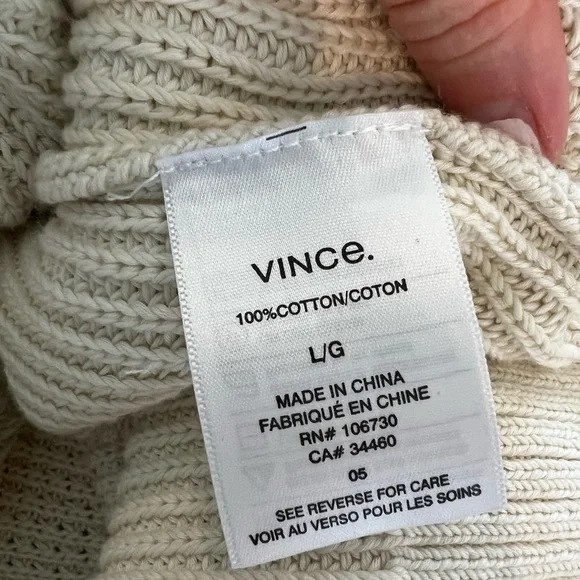 VINCE.
100%COTTON/COTON
L/G
MADE IN CHINA
FABRIQUÉ EN CHINE
RN# 106730
CA# 34460
05
SEE REVERSE FOR CARE
VOIR AU VERSO POUR LES SOINS